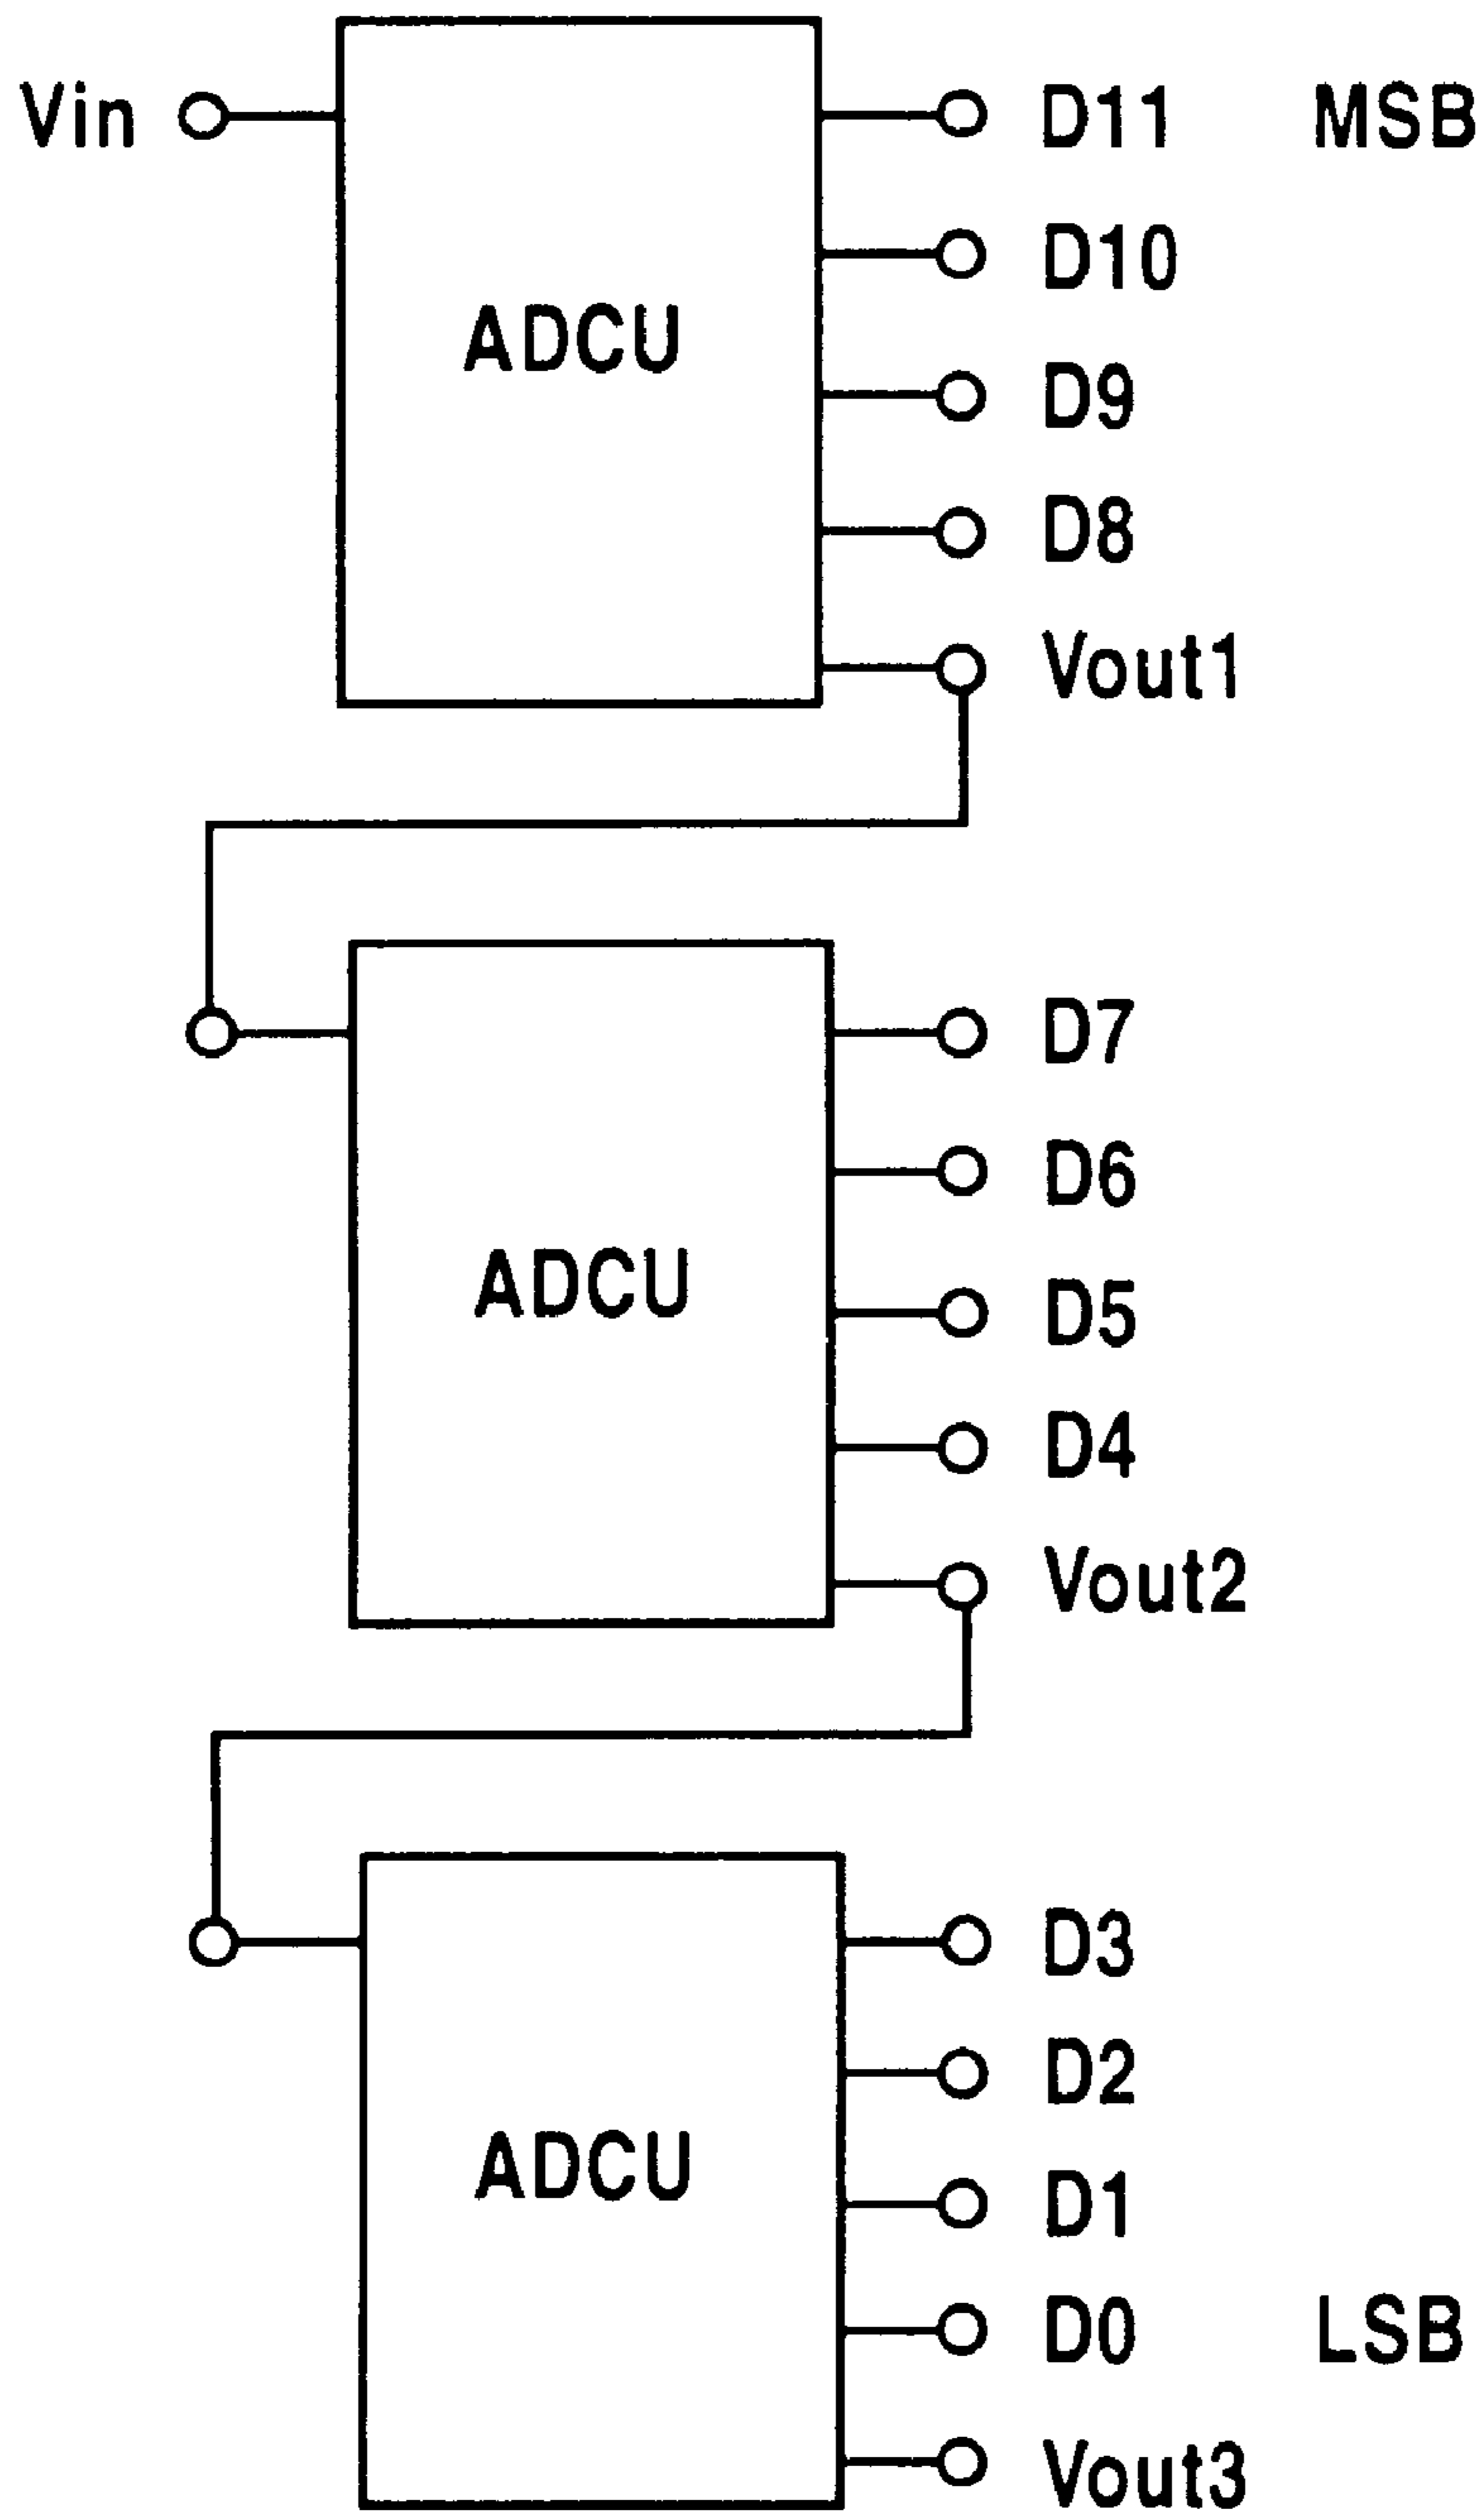 Vin
D11 MSB
D10
ADCU
D9
D8
Vout1
D7
D6
ADCU
D5
D4
Vout2
D3
D2
ADCU
D1
D0 LSB
Vout3